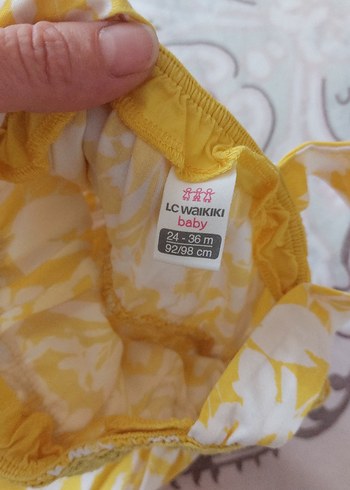 LC WAIKIKI
baby
24 - 36 m
92/98 cm